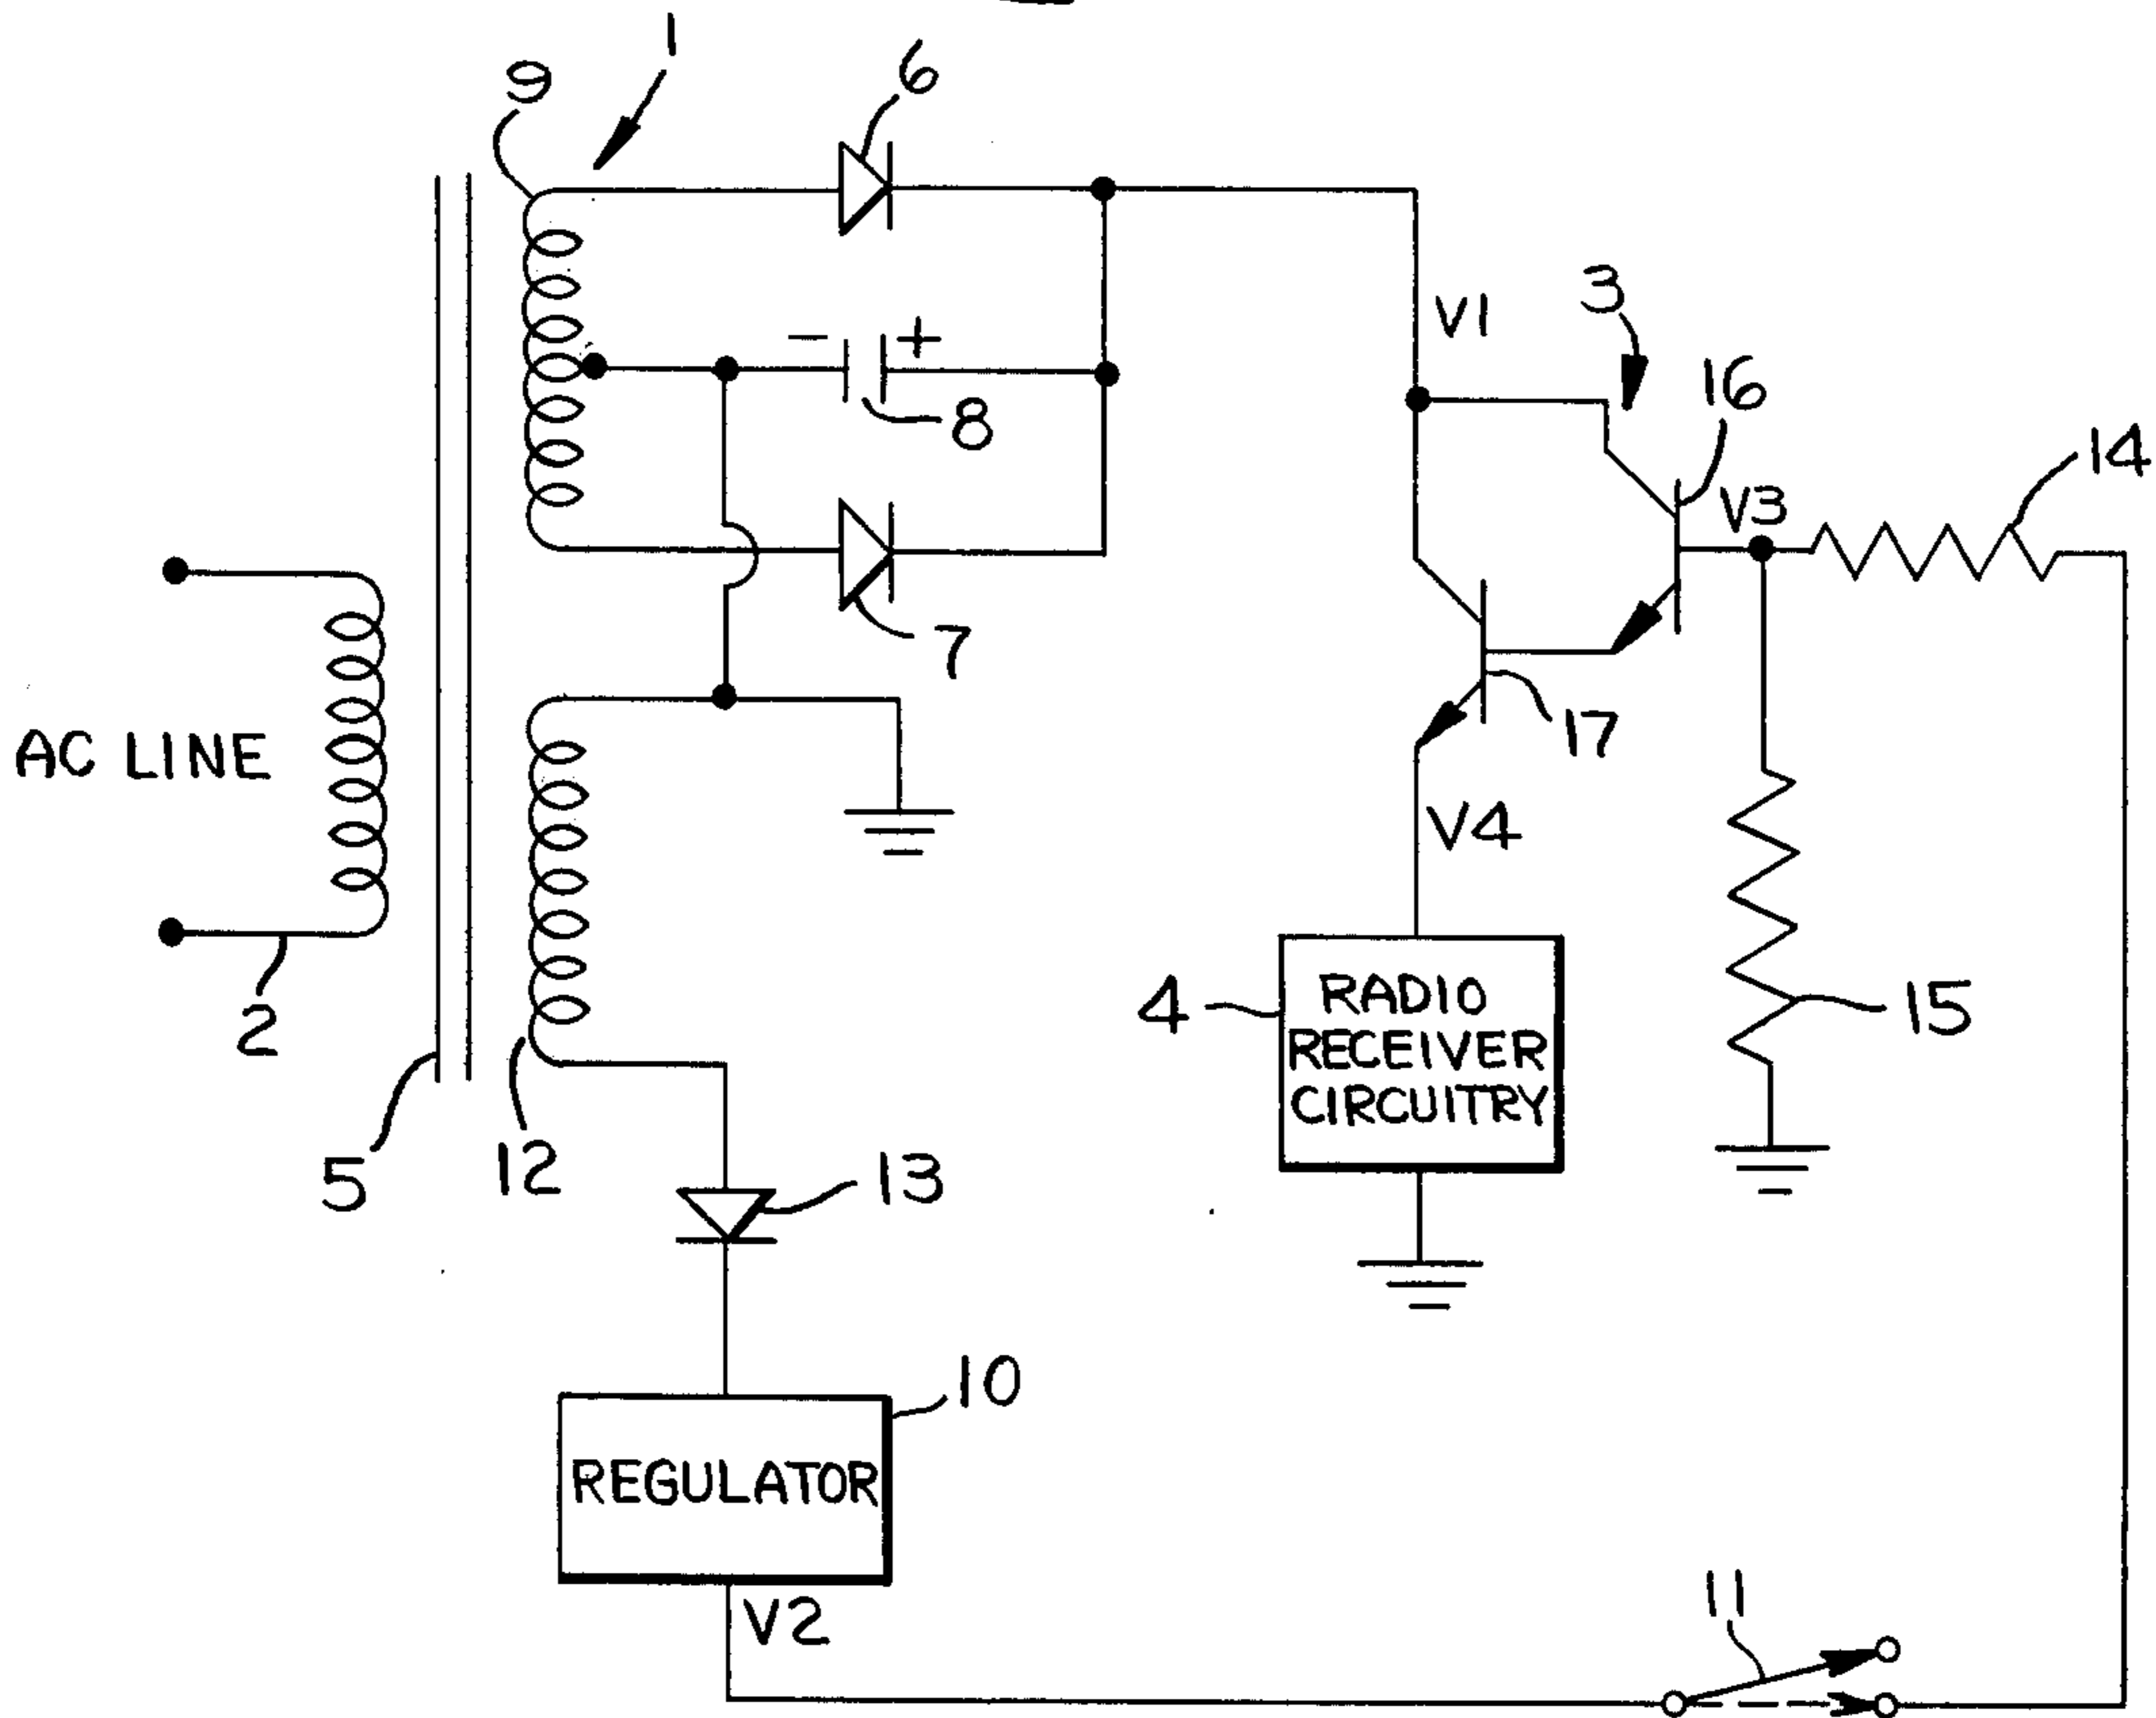 1
9
6
V1
3
16
- +
8
14
V3
7
17
AC LINE
V4
2
4
RADIO
RECEIVER
CIRCUITRY
15
5
12
13
10
REGULATOR
V2
11